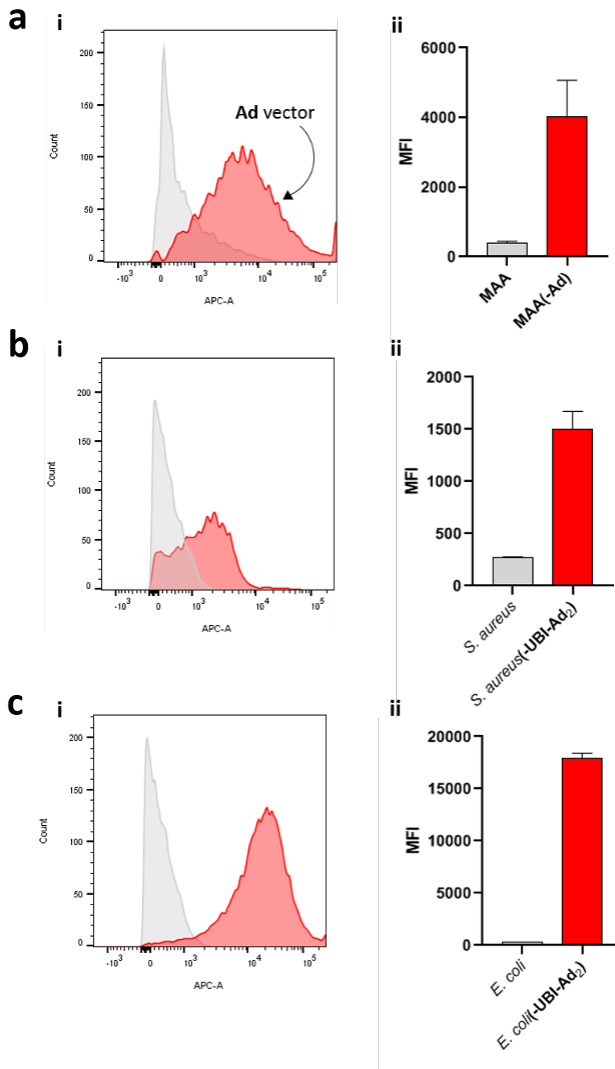 a
i
ii
200
150
100
50
0
Count
Ad vector
-10³
0
10³
10⁴
10⁵
APC-A
6000
4000
2000
0
MFI
MAA
MAA(-Ad)
b
i
ii
200
150
100
50
0
Count
-10³
0
10³
10⁴
10⁵
APC-A
2000
1500
1000
500
0
MFI
S. aureus
S. aureus(-UBI-Ad₂)
c
i
ii
200
150
100
50
0
Count
-10³
0
10³
10⁴
10⁵
APC-A
20000
15000
10000
5000
0
MFI
E. coli
E. coli(-UBI-Ad₂)